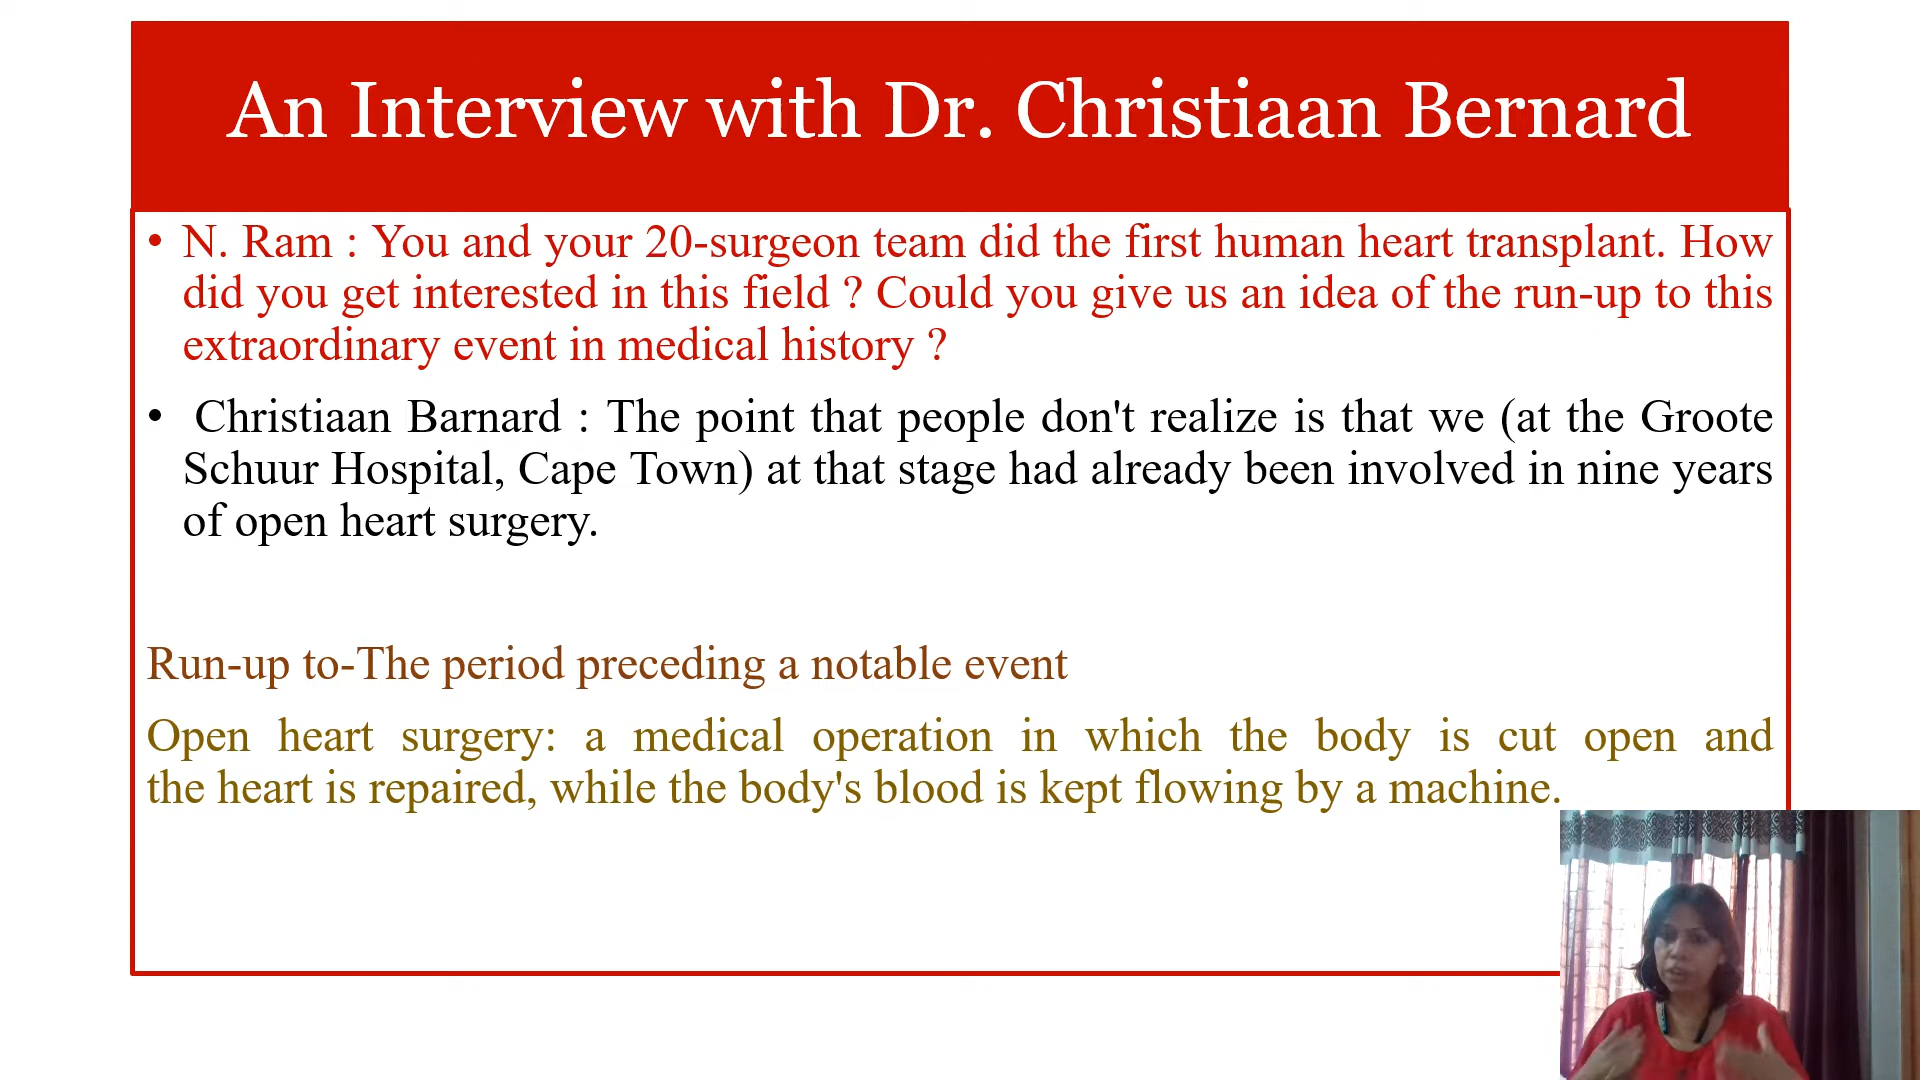 An Interview with Dr. Christiaan Bernard
• N. Ram : You and your 20-surgeon team did the first human heart transplant. How
did you get interested in this field ? Could you give us an idea of the run-up to this
extraordinary event in medical history ?
• Christiaan Barnard : The point that people don't realize is that we (at the Groote
Schuur Hospital, Cape Town) at that stage had already been involved in nine years
of open heart surgery.
Run-up to-The period preceding a notable event
Open heart surgery: a medical operation in which the body is cut open and
the heart is repaired, while the body's blood is kept flowing by a machine.